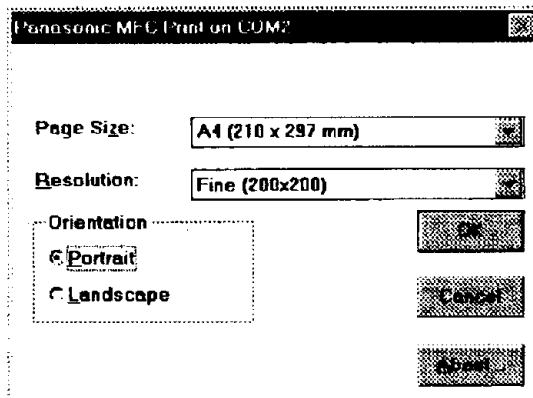 Panasonic MFC Print on COM2
Page Size:
A4 (210 x 297 mm)
Resolution:
Fine (200x200)
Orientation
Portrait
Landscape
OK
Cancel
About...